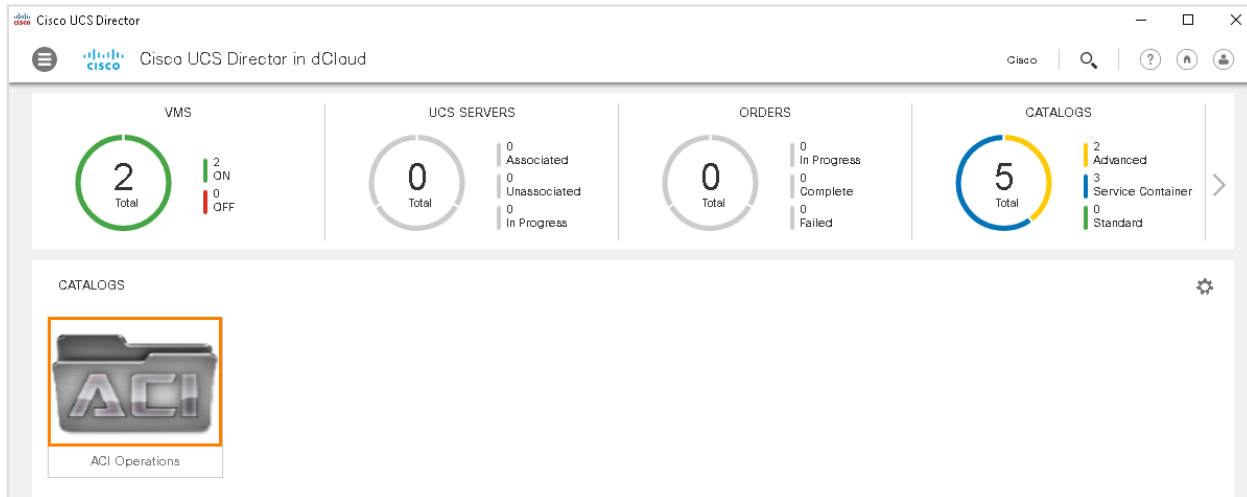 Cisco UCS Director
CISCO Cisco UCS Director in dCloud Cisco ?
VMS
2
Total
2
ON
0
OFF
UCS SERVERS
0
Total
0
Associated
0
Unassociated
0
In Progress
ORDERS
0
Total
0
In Progress
0
Complete
0
Failed
CATALOGS
5
Total
2
Advanced
3
Service Container
0
Standard
CATALOGS
ACI
ACI Operations